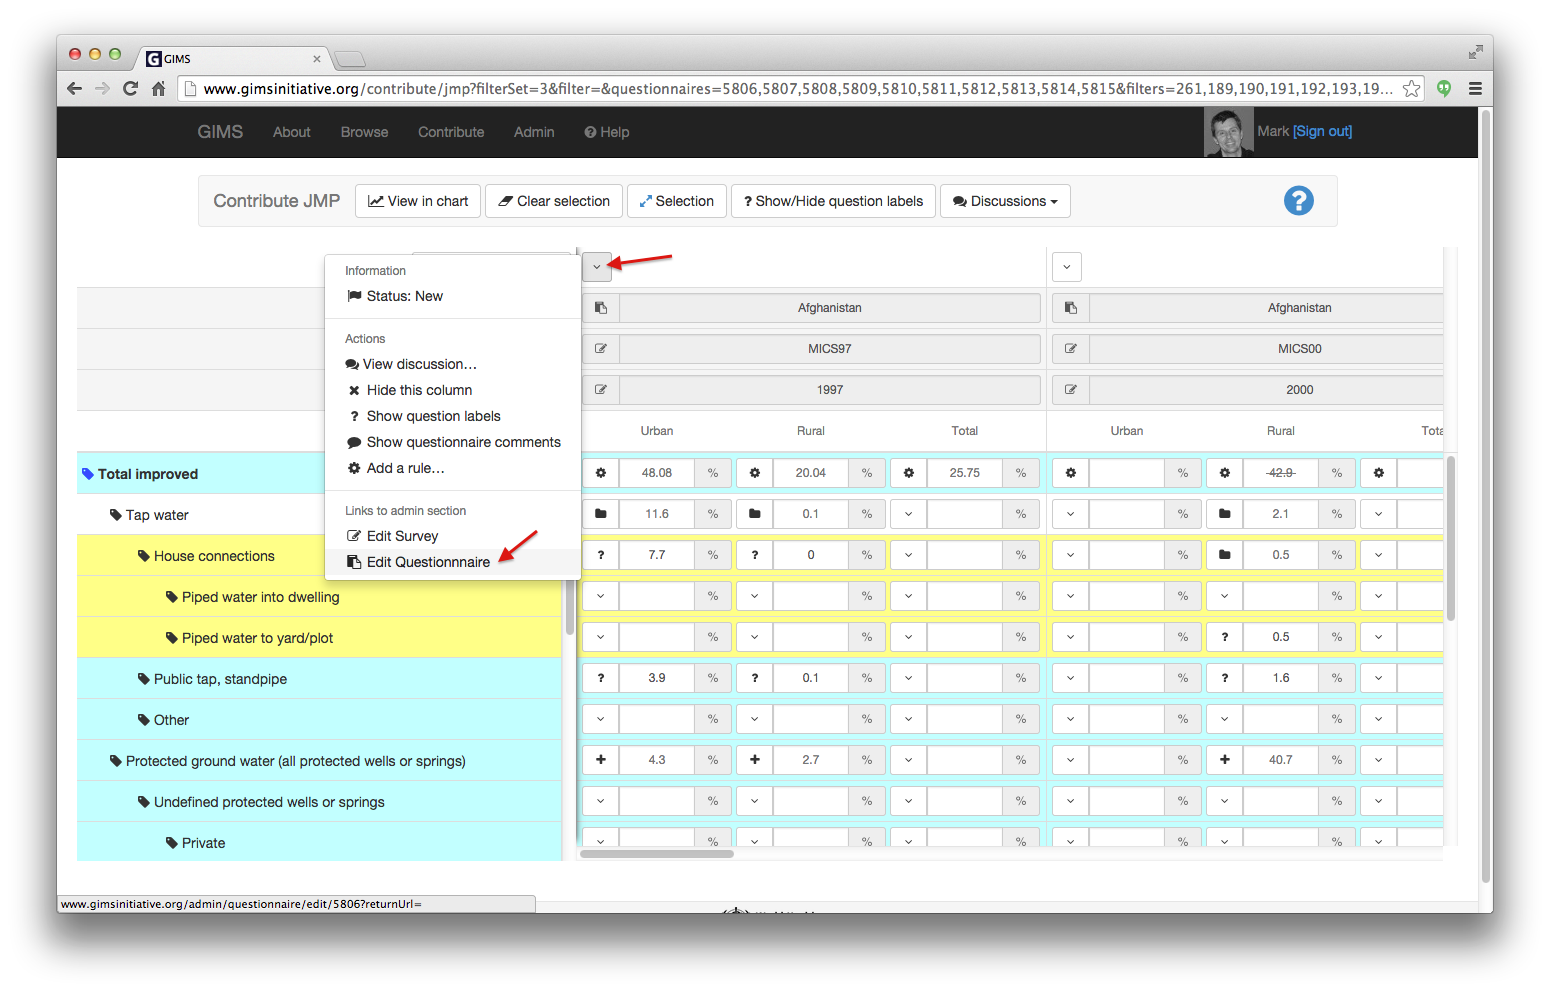 GIMS
www.gimsinitiative.org/contribute/jmp?filterSet=3&filter=&questionnaires=5806,5807,5808,5809,5810,5811,5812,5813,5814,5815&filters=261,189,190,191,192,193,19...
GIMS About Browse Contribute Admin Help Mark [Sign out]
Contribute JMP View in chart Clear selection Selection ? Show/Hide question labels Discussions ?
Information
Status: New
Actions
View discussion…
Hide this column
? Show question labels
Show questionnaire comments
Add a rule…
Links to admin section
Edit Survey
Edit Questionnnaire
Afghanistan Afghanistan
MICS97 MICS00
1997 2000
Urban Rural Total Urban Rural Tota
Total improved 48.08 % 20.04 % 25.75 % % 42.9 %
Tap water 11.6 % 0.1 % % % 2.1 %
House connections ? 7.7 % ? 0 % % % 0.5 %
Piped water into dwelling % % % % %
Piped water to yard/plot % % % % ? 0.5 %
Public tap, standpipe ? 3.9 % ? 0.1 % % % ? 1.6 %
Other % % % % %
Protected ground water (all protected wells or springs) 4.3 % 2.7 % % % 40.7 %
Undefined protected wells or springs % % % % %
Private % % % % %
www.gimsinitiative.org/admin/questionnaire/edit/5806?returnUrl=